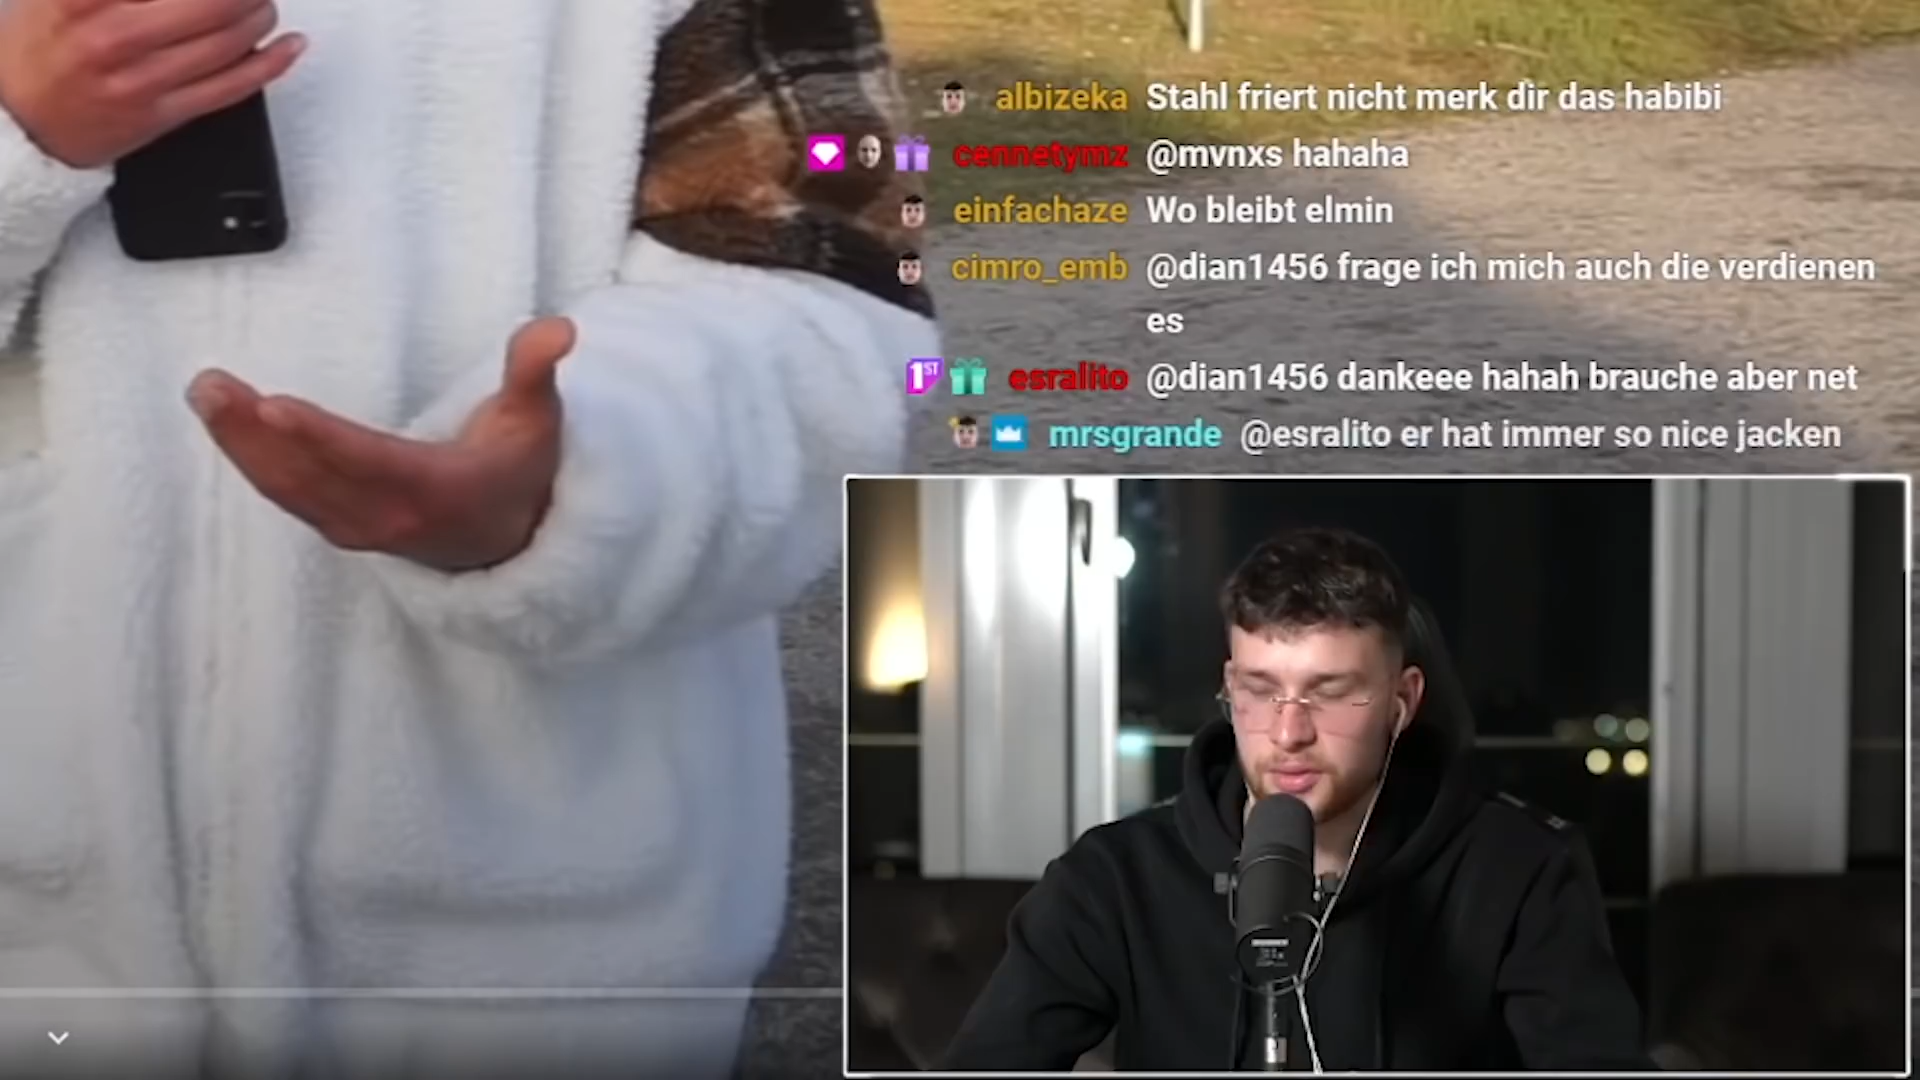 albizeka Stahl friert nicht merk dir das habibi
cennetymz @mvnxs hahaha
einfachaze Wo bleibt elmin
cimro_emb @dian1456 frage ich mich auch die verdienen
es
1ST esralito @dian1456 dankeee hahah brauche aber net
mrsgrande @esralito er hat immer so nice jacken